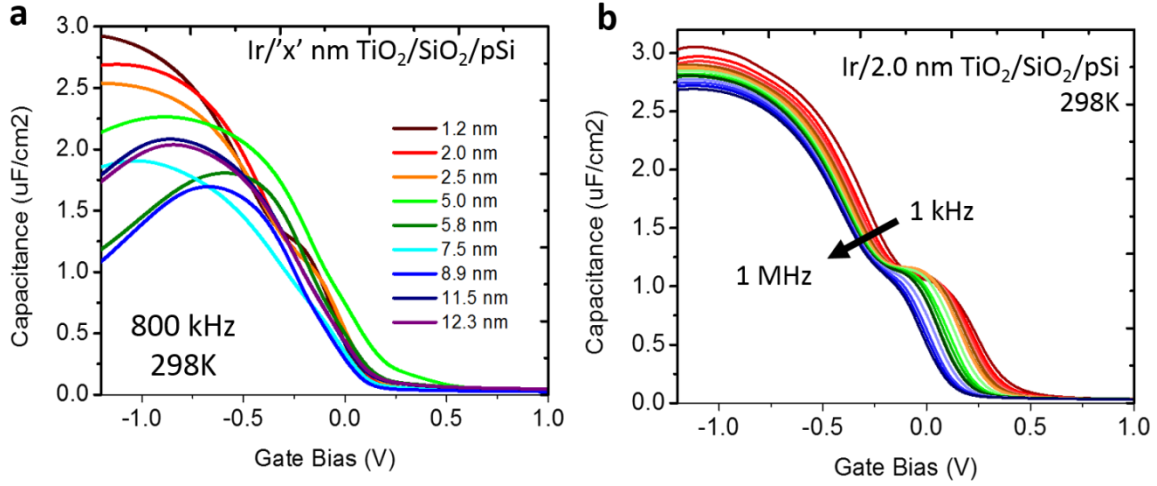 a
Ir/'x' nm TiO2/SiO2/pSi
3.0
2.5
2.0
1.5
1.0
0.5
0.0
Capacitance (uF/cm2)
1.2 nm
2.0 nm
2.5 nm
5.0 nm
5.8 nm
7.5 nm
8.9 nm
11.5 nm
12.3 nm
800 kHz
298K
-1.0
-0.5
0.0
0.5
1.0
Gate Bias (V)
b
Ir/2.0 nm TiO2/SiO2/pSi
298K
3.0
2.5
2.0
1.5
1.0
0.5
0.0
Capacitance (uF/cm2)
1 kHz
1 MHz
-1.0
-0.5
0.0
0.5
1.0
Gate Bias (V)